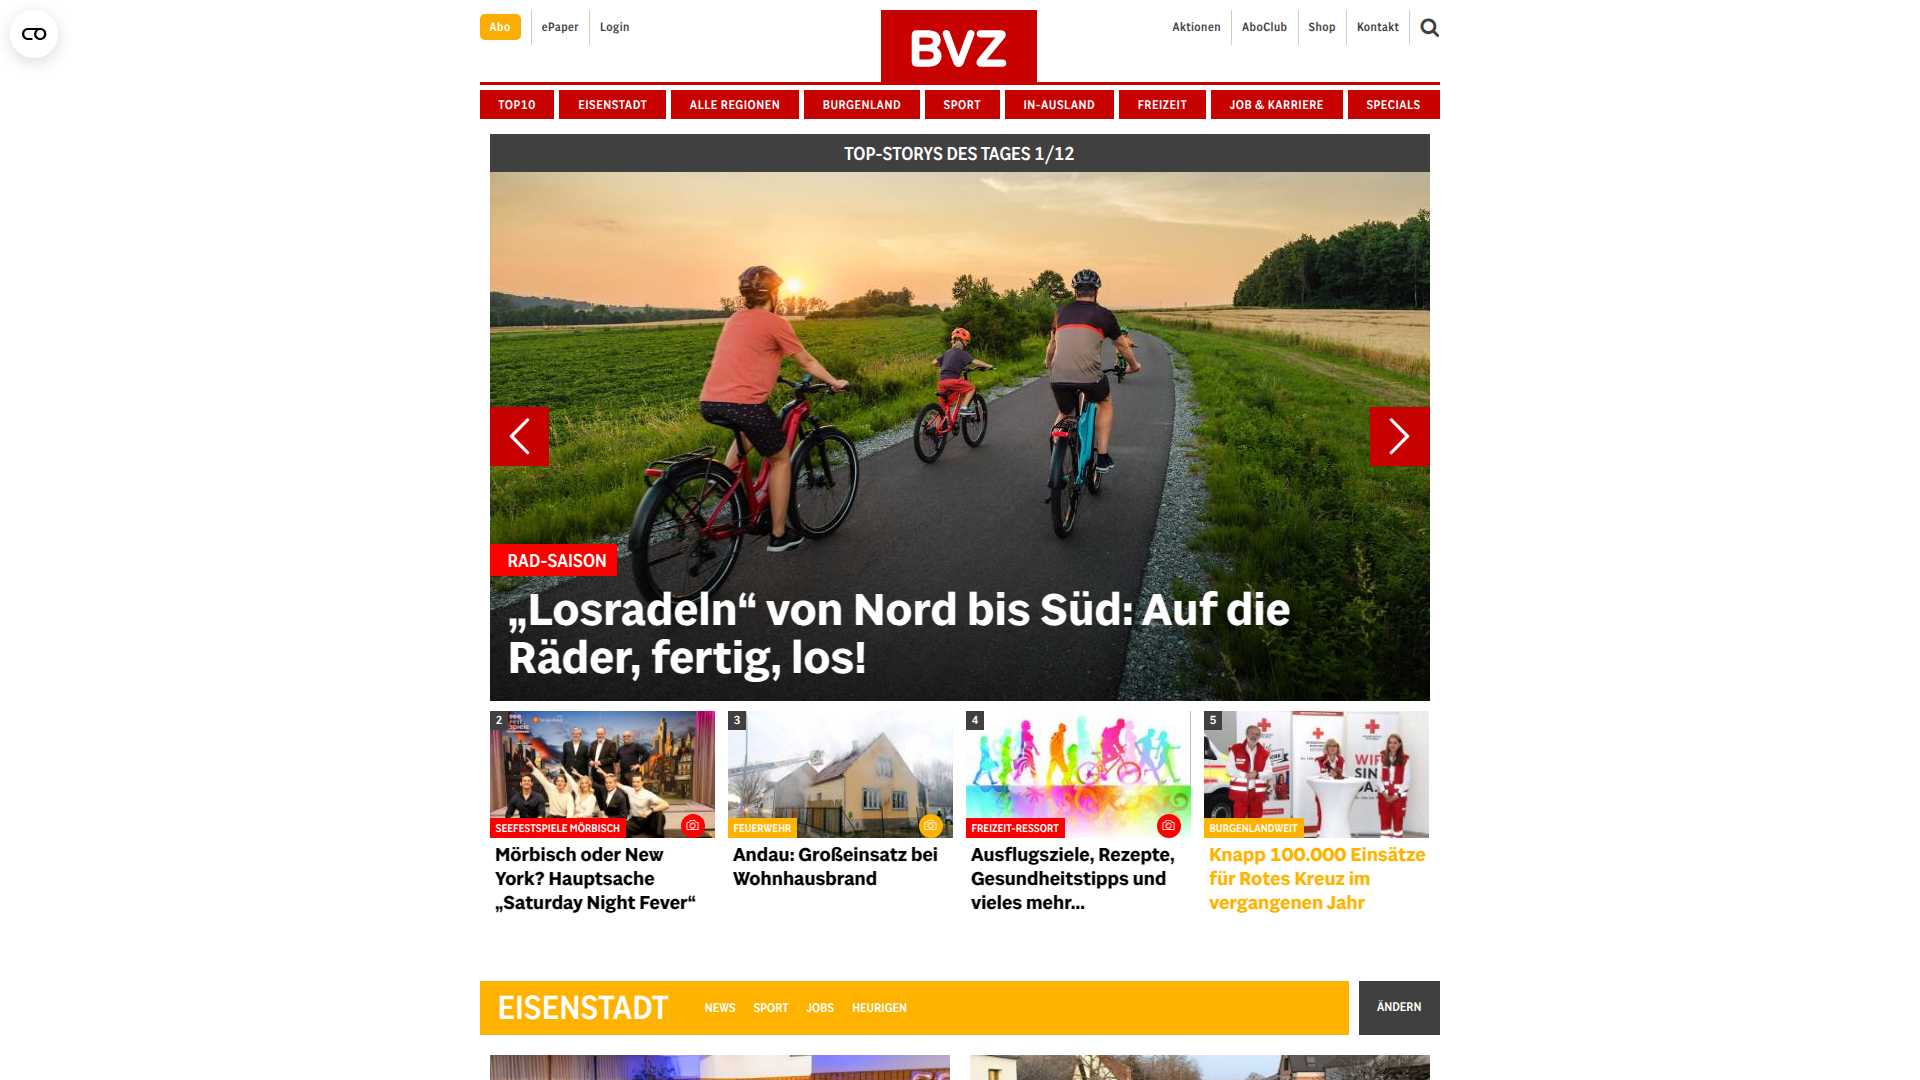 Abo
ePaper
Login
BVZ
Aktionen
AboClub
Shop
Kontakt
TOP10
EISENSTADT
ALLE REGIONEN
BURGENLAND
SPORT
IN-AUSLAND
FREIZEIT
JOB & KARRIERE
SPECIALS
TOP-STORYS DES TAGES 1/12
RAD-SAISON
„Losradeln“ von Nord bis Süd: Auf die
Räder, fertig, los!
2
SEEFESTSPIELE MÖRBISCH
Mörbisch oder New
York? Hauptsache
„Saturday Night Fever“
3
FEUERWEHR
Andau: Großeinsatz bei
Wohnhausbrand
4
FREIZEIT-RESSORT
Ausflugsziele, Rezepte,
Gesundheitstipps und
vieles mehr...
5
WIR
SIN
DA.
BURGENLANDWEIT
Knapp 100.000 Einsätze
für Rotes Kreuz im
vergangenen Jahr
EISENSTADT
NEWS
SPORT
JOBS
HEURIGEN
ÄNDERN